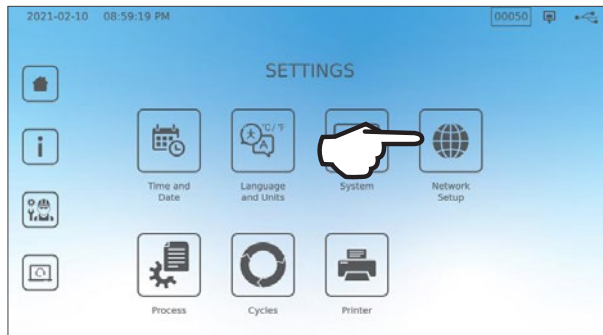 2021-02-10 08:59:19 PM
00050
SETTINGS
°C/°F
大
A
Time and
Date
Language
and Units
System
Network
Setup
Process
Cycles
Printer